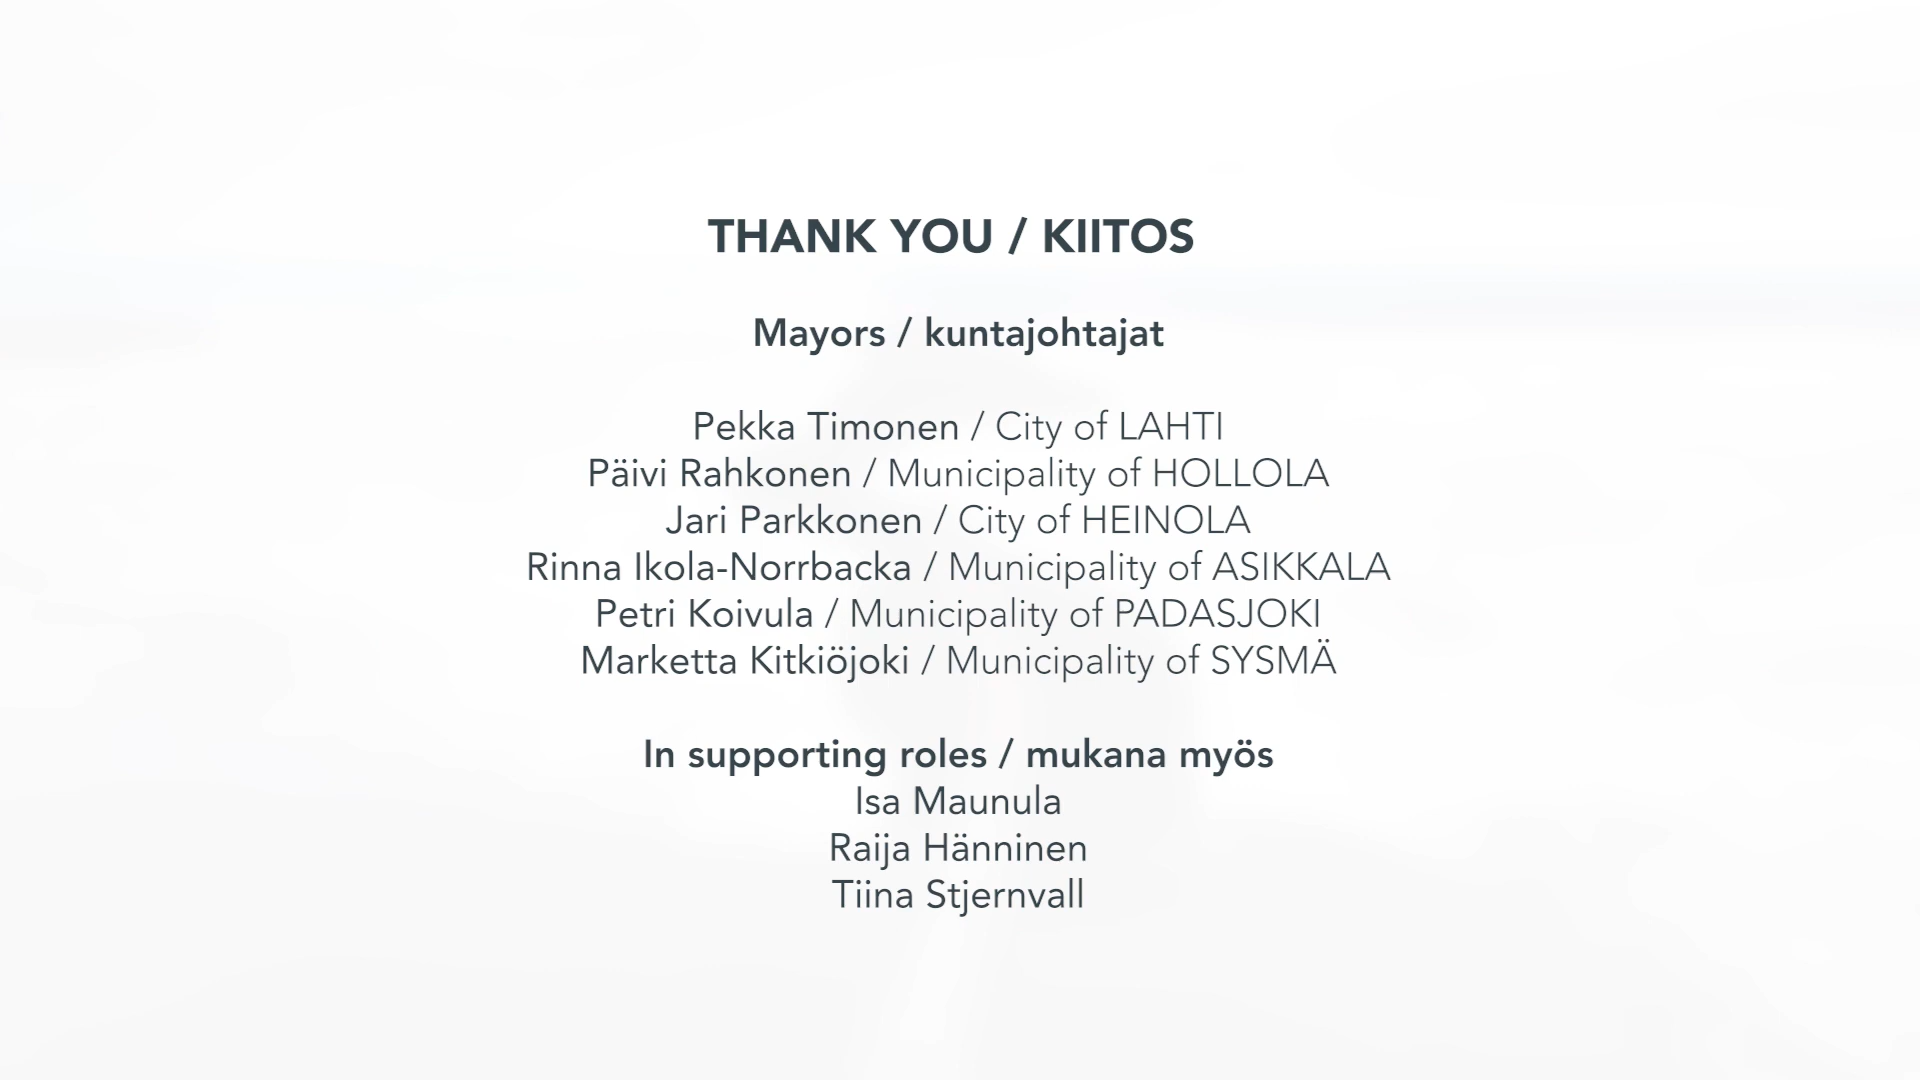 THANK YOU / KIITOS
Mayors / kuntajohtajat
Pekka Timonen / City of LAHTI
Päivi Rahkonen / Municipality of HOLLOLA
Jari Parkkonen / City of HEINOLA
Rinna Ikola-Norrbacka / Municipality of ASIKKALA
Petri Koivula / Municipality of PADASJOKI
Marketta Kitkiöjoki / Municipality of SYSMÄ
In supporting roles / mukana myös
Isa Maunula
Raija Hänninen
Tiina Stjernvall